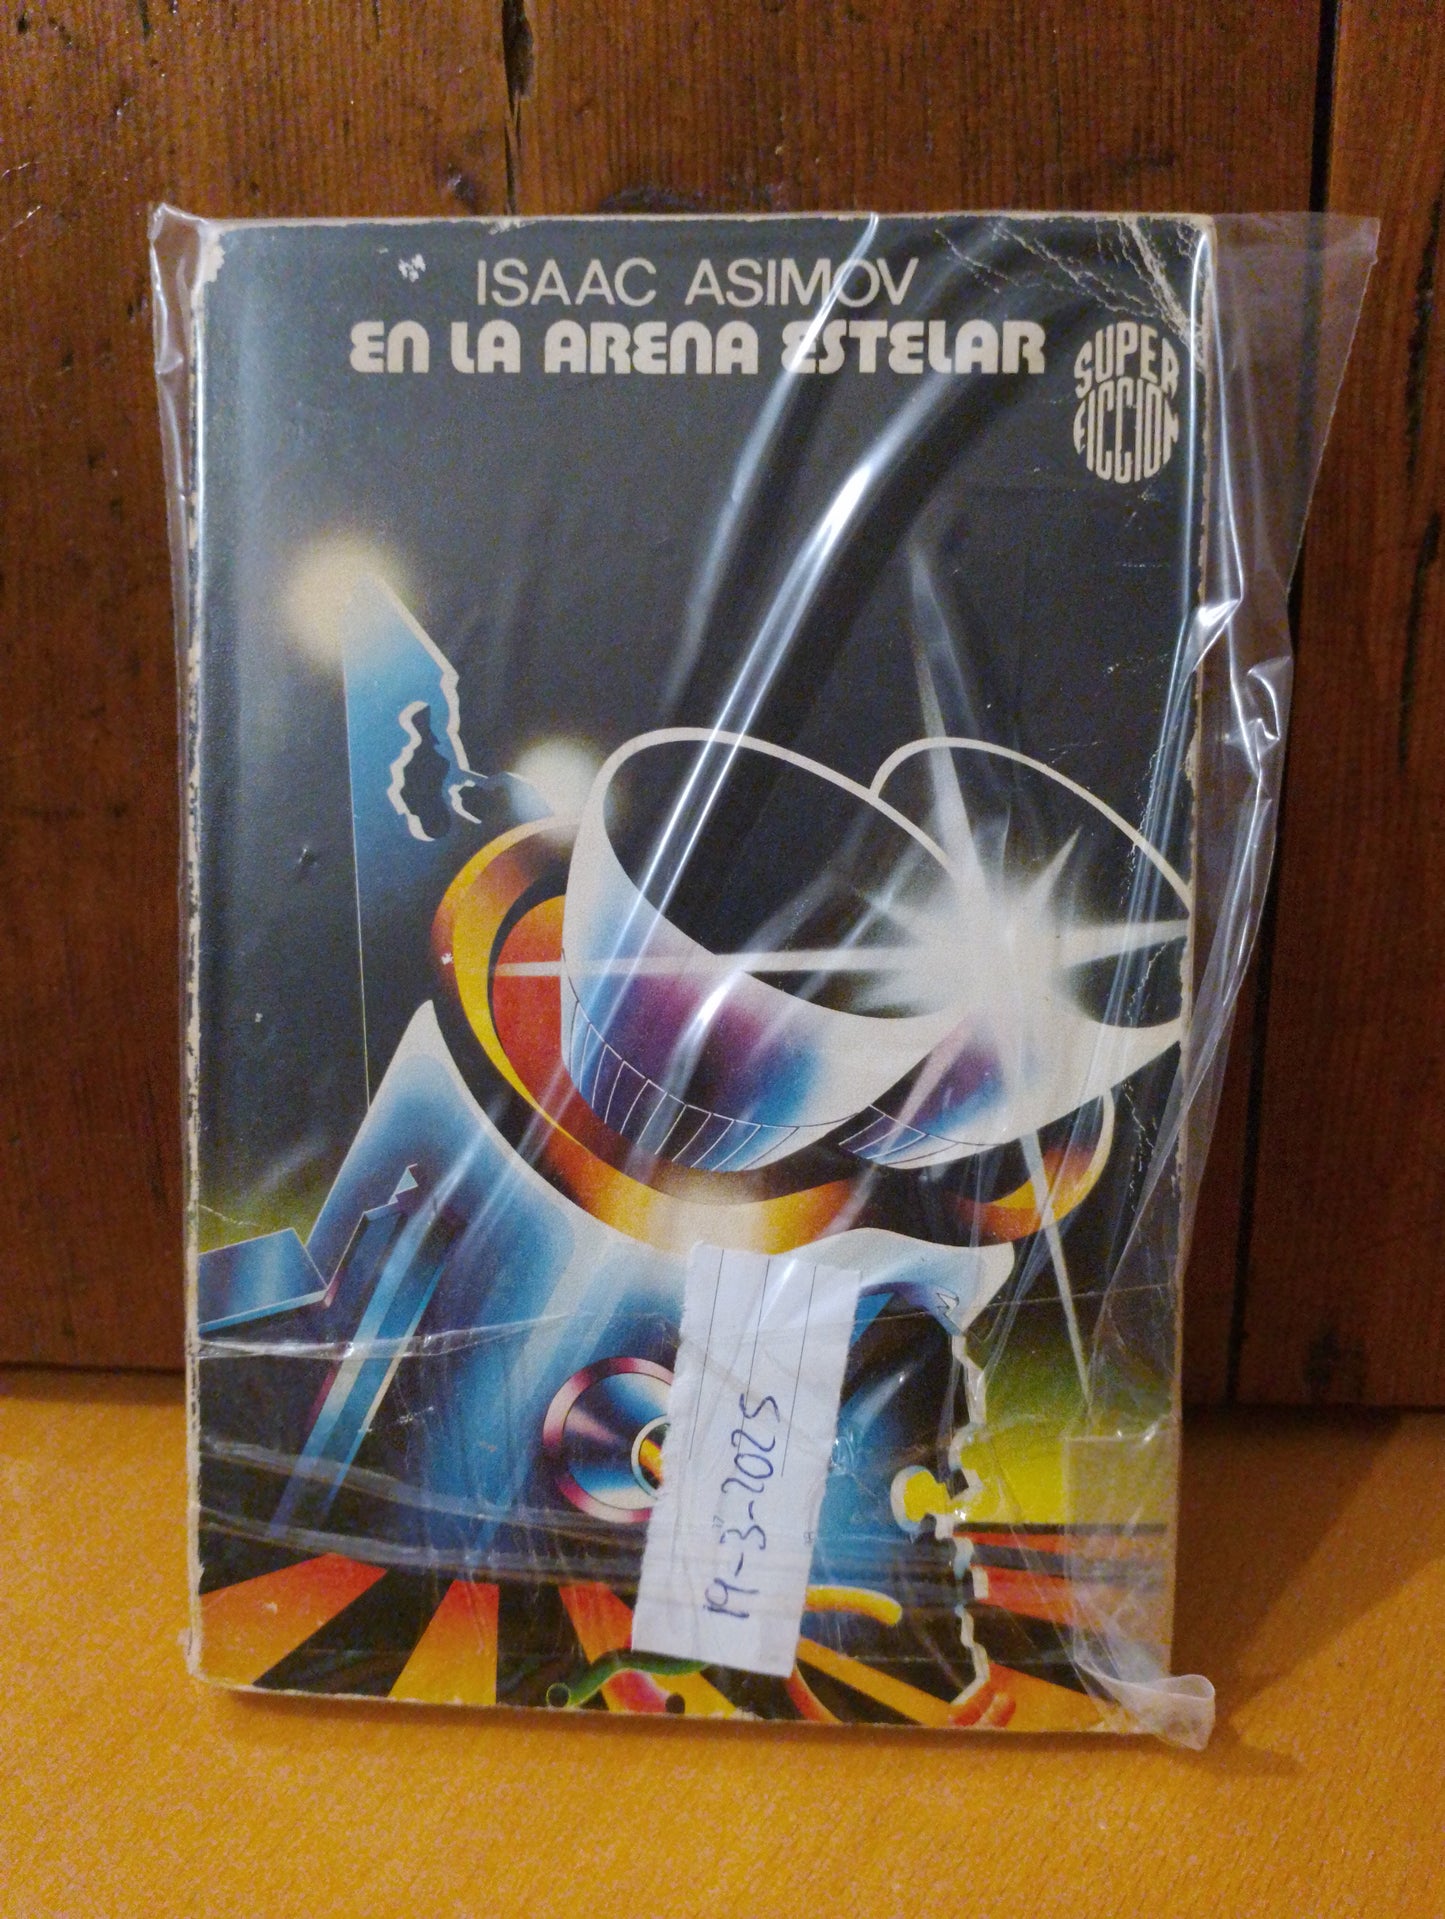 ISAAC ASIMOV
EN LA ARENA ESTELAR
SUPER
FICCION
19-3-2025